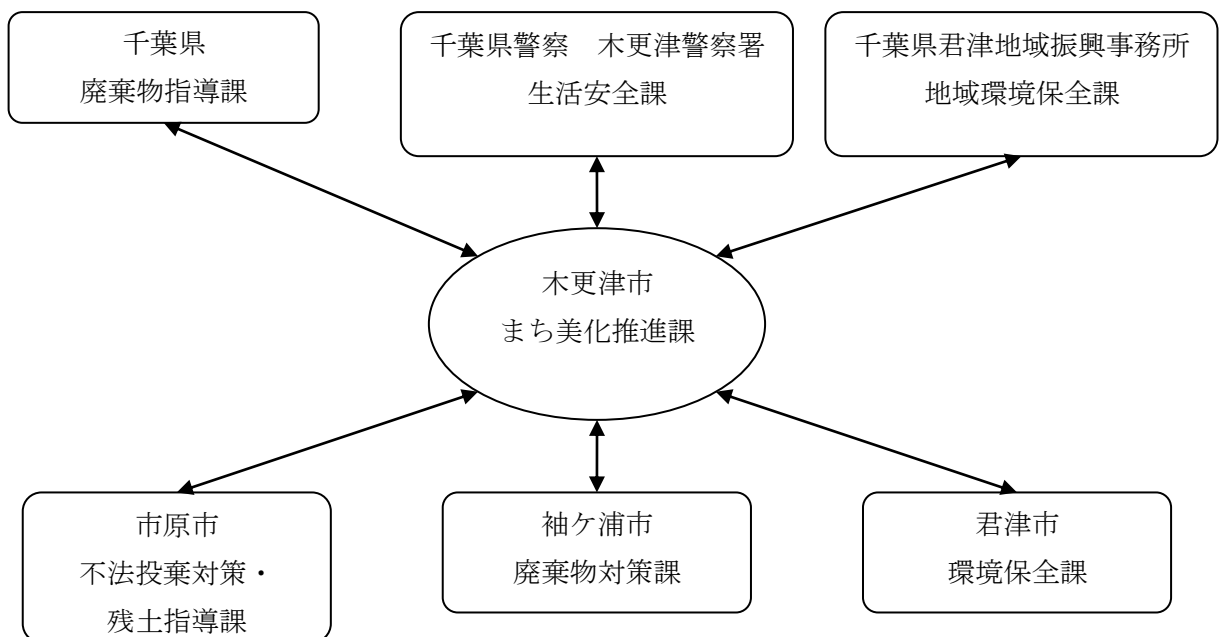 千葉県
廃棄物指導課
千葉県警察　木更津警察署
生活安全課
千葉県君津地域振興事務所
地域環境保全課
木更津市
まち美化推進課
市原市
不法投棄対策・
残土指導課
袖ケ浦市
廃棄物対策課
君津市
環境保全課